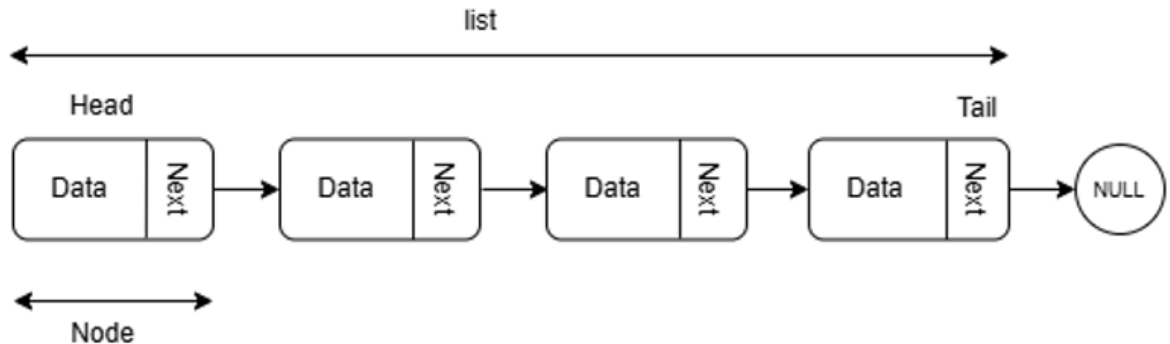 list
Head
Tail
Data Next Data Next Data Next Data Next NULL
Node